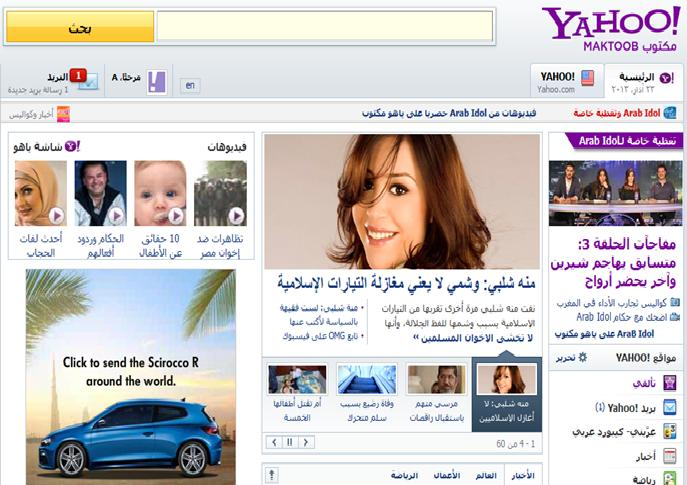 YAHOO!
MAKTOOB مكتوب
بحث
الرئيسية
٢٣ آذار, ٢٠١٣
YAHOO!
Yahoo.com
en
مرحبًا, A
البريد
1
1 رسالة بريد جديدة
Arab Idol وتغطية خاصة
فيديوهات من Arab Idol حصريا على ياهو مكتوب
أخبار وكواليس
تغطية خاصة لـArab Idol
مفاجآت الحلقة 3:
متسابق يهاجم شيرين
وآخر يحضر أرواح
كواليس تجارب الأداء في المغرب
اضحك مع حكام Arab Idol
Arab Idol على ياهو مكتوب
مواقع YAHOO!
تحرير
تألقي
بريد Yahoo! (1)
عرّبني- كيبورد عربي
أخبار
رياضة
منه شلبي: وشمي لا يعني مغازلة التيارات الإسلامية
نفت منه شلبي مرة أخرى تقربها من التيارات
الاسلامية بسبب وشمها للفظ الجلالة، وأنها
لا تخشى الاخوان المسلمين »
منة شلبي: لست فقيهة
بالسياسة لأكتب عنها
تابع OMG على فيسبوك
منه شلبي: لا
أغازل الإسلاميين
مرسي متهم
باستقبال راقصات
وفاة رضيع بسبب
سلم متحرك
أم تقتل أطفالها
الخمسة
1 - 4 من 60
الأخبار
العالم
الأعمال
الرياضة
فيديوهات
شاشة ياهو
تظاهرات ضد
إخوان مصر
10 حقائق
عن الأطفال
الحكام وردود
أفعالهم
أحدث لفات
الحجاب
Click to send the Scirocco R
around the world.